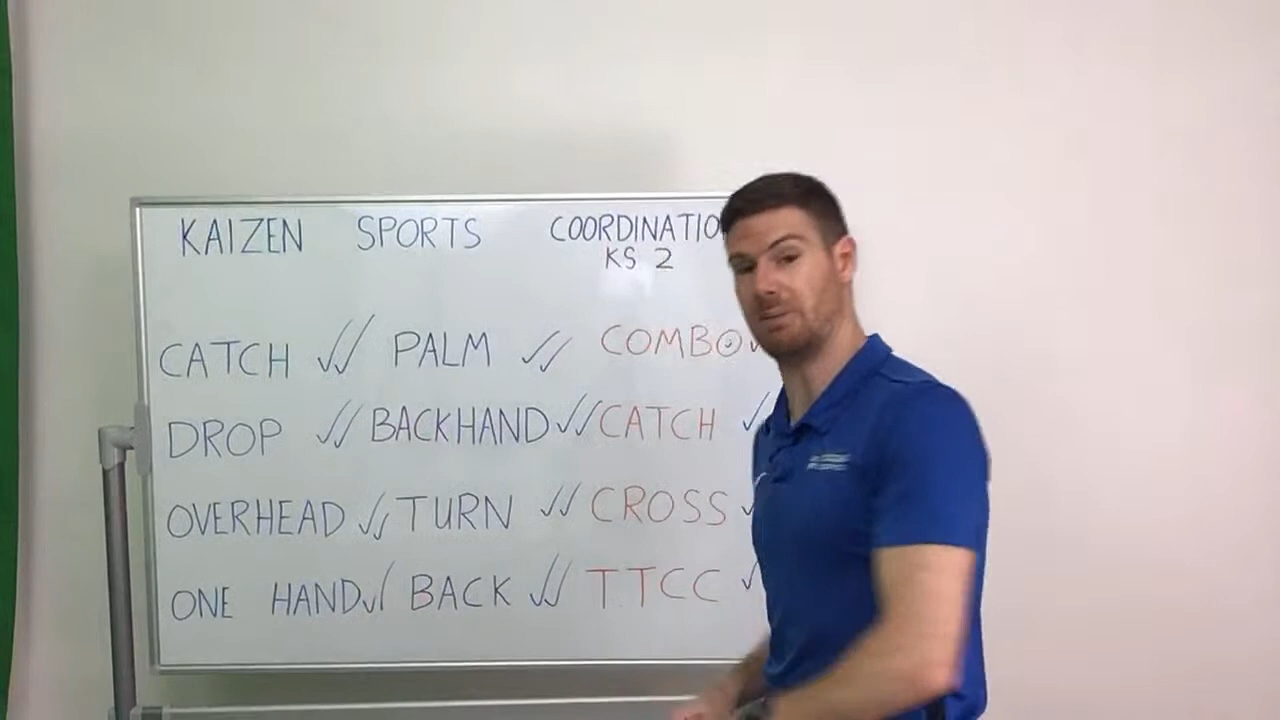 KAIZEN SPORTS COORDINATIO
KS 2
CATCH PALM COMBO
DROP BACKHAND CATCH
OVERHEAD TURN CROSS
ONE HAND BACK TTCC